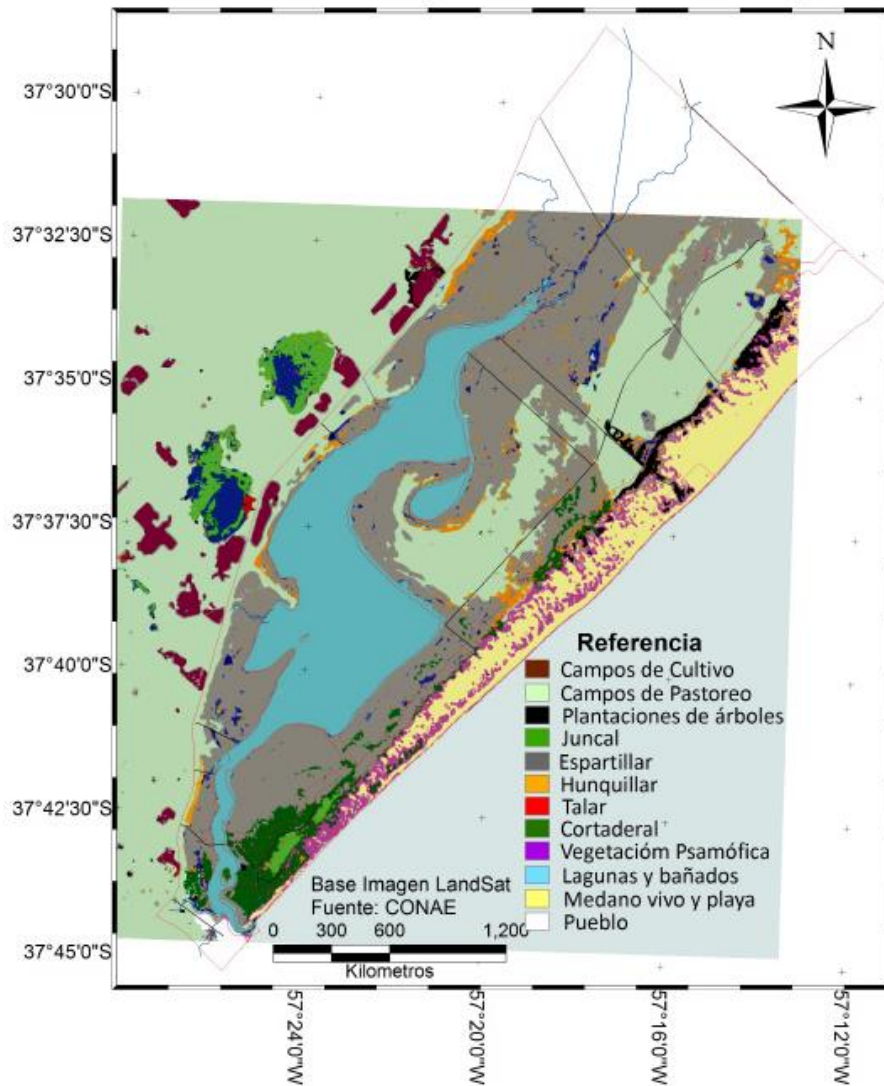 N
37°30'0"S
37°32'30"S
37°35'0"S
37°37'30"S
37°40'0"S
37°42'30"S
37°45'0"S
Referencia
Campos de Cultivo
Campos de Pastoreo
Plantaciones de árboles
Juncal
Espartillar
Hunquillar
Talar
Cortaderal
Vegetacióm Psamófica
Lagunas y bañados
Medano vivo y playa
Pueblo
Base Imagen LandSat
Fuente: CONAE
0 300 600 1,200
Kilometros
57°24'0"W
57°20'0"W
57°16'0"W
57°12'0"W